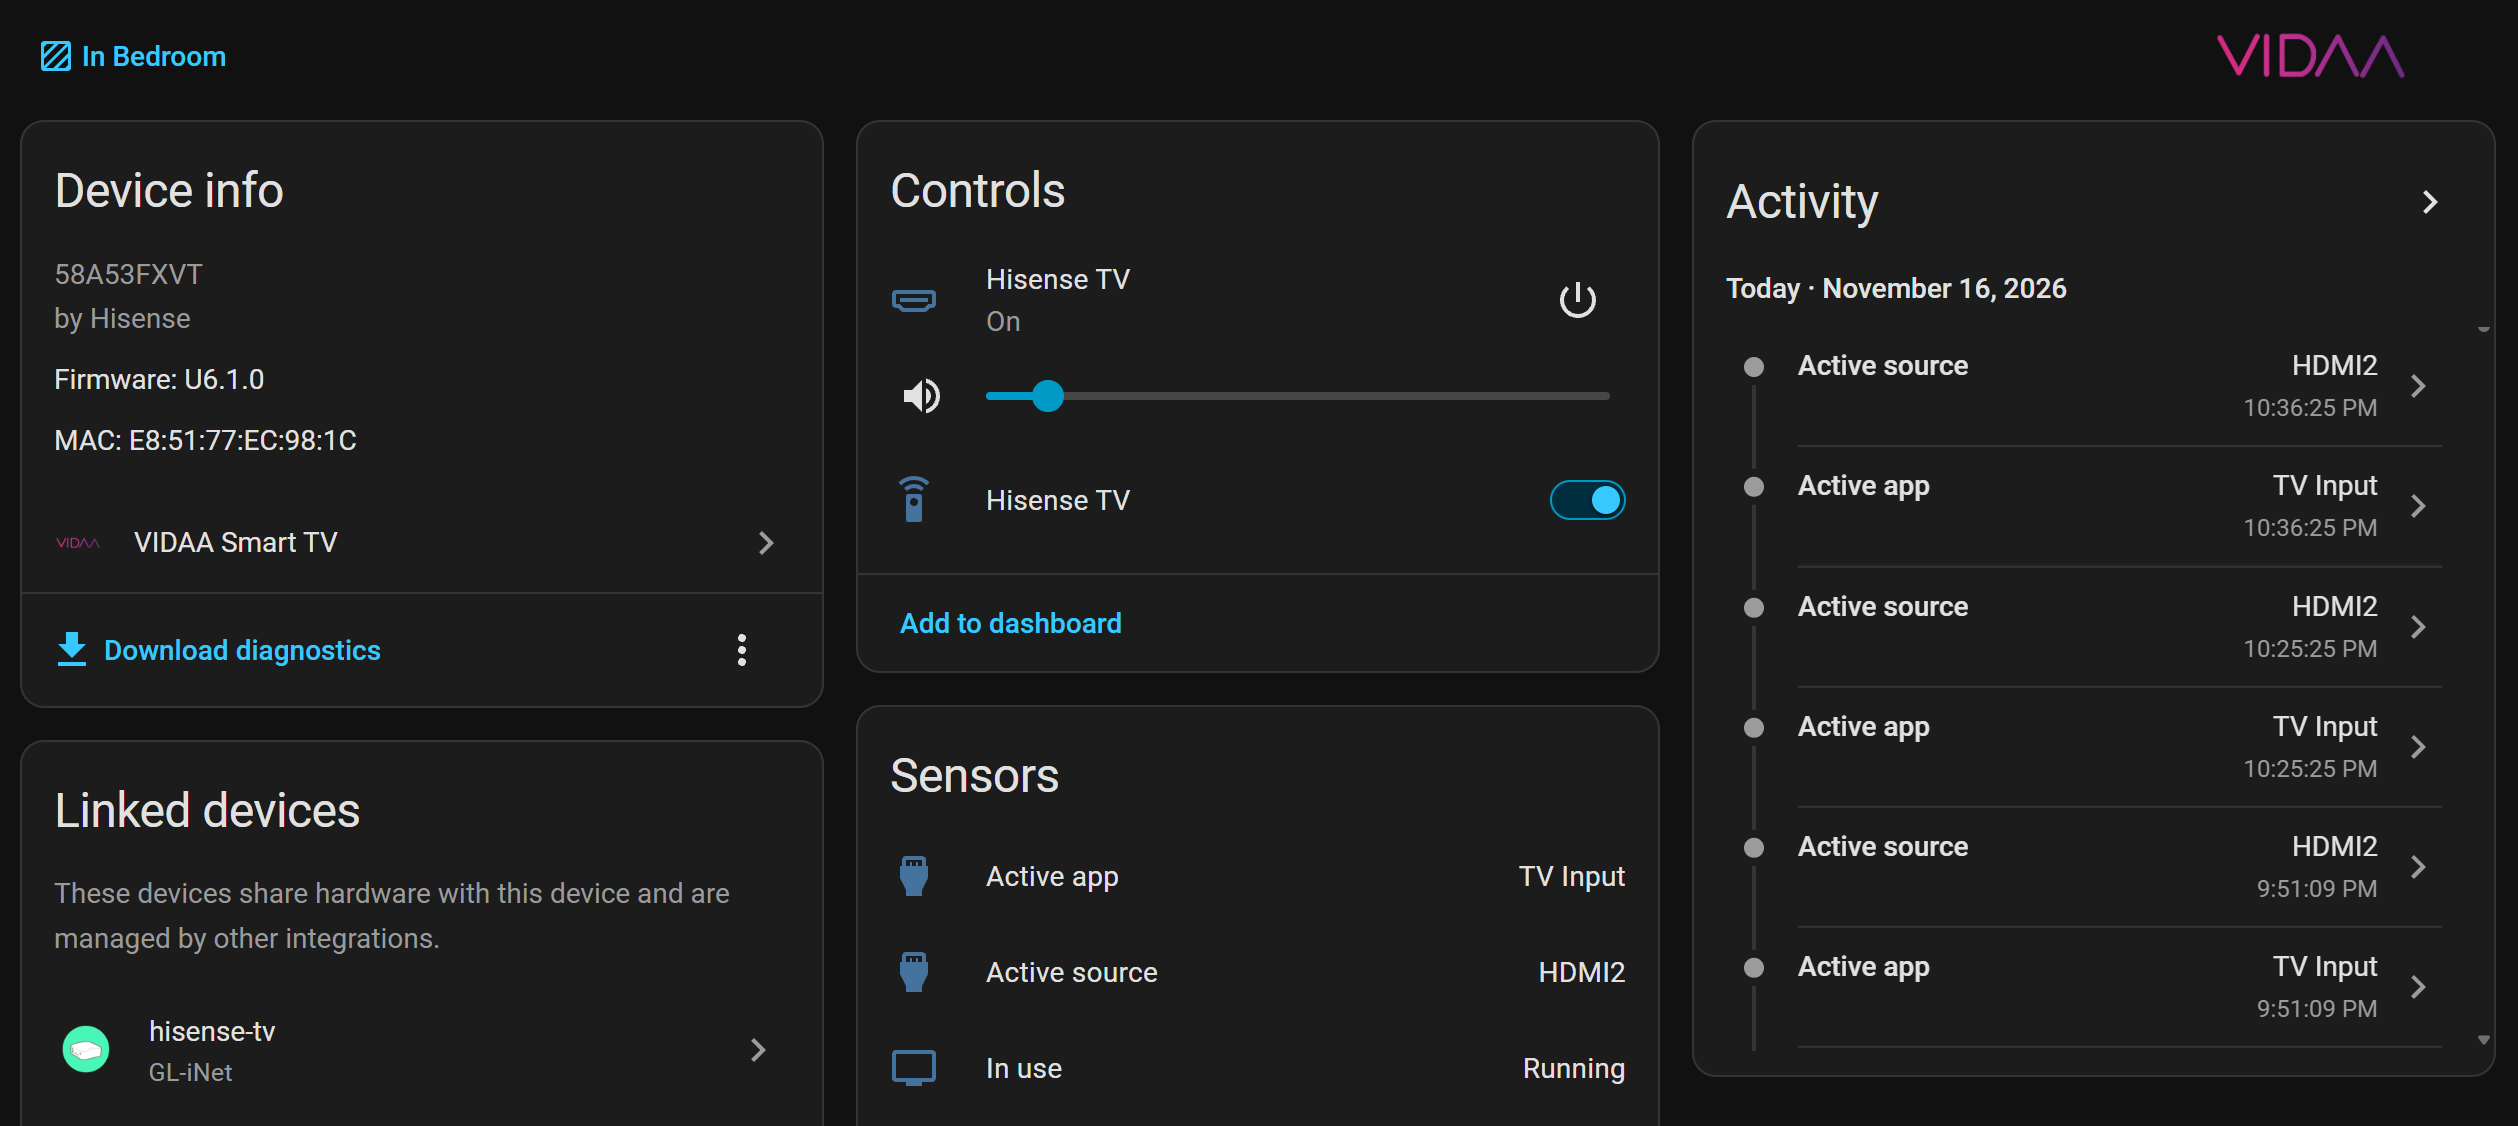 In Bedroom
VIDAA
Device info
58A53FXVT
by Hisense
Firmware: U6.1.0
MAC: E8:51:77:EC:98:1C
VIDAA VIDAA Smart TV
Download diagnostics
Linked devices
These devices share hardware with this device and are
managed by other integrations.
hisense-tv
GL-iNet
Controls
Hisense TV
On
Hisense TV
Add to dashboard
Sensors
Active app TV Input
Active source HDMI2
In use Running
Activity
Today · November 16, 2026
Active source HDMI2
10:36:25 PM
Active app TV Input
10:36:25 PM
Active source HDMI2
10:25:25 PM
Active app TV Input
10:25:25 PM
Active source HDMI2
9:51:09 PM
Active app TV Input
9:51:09 PM